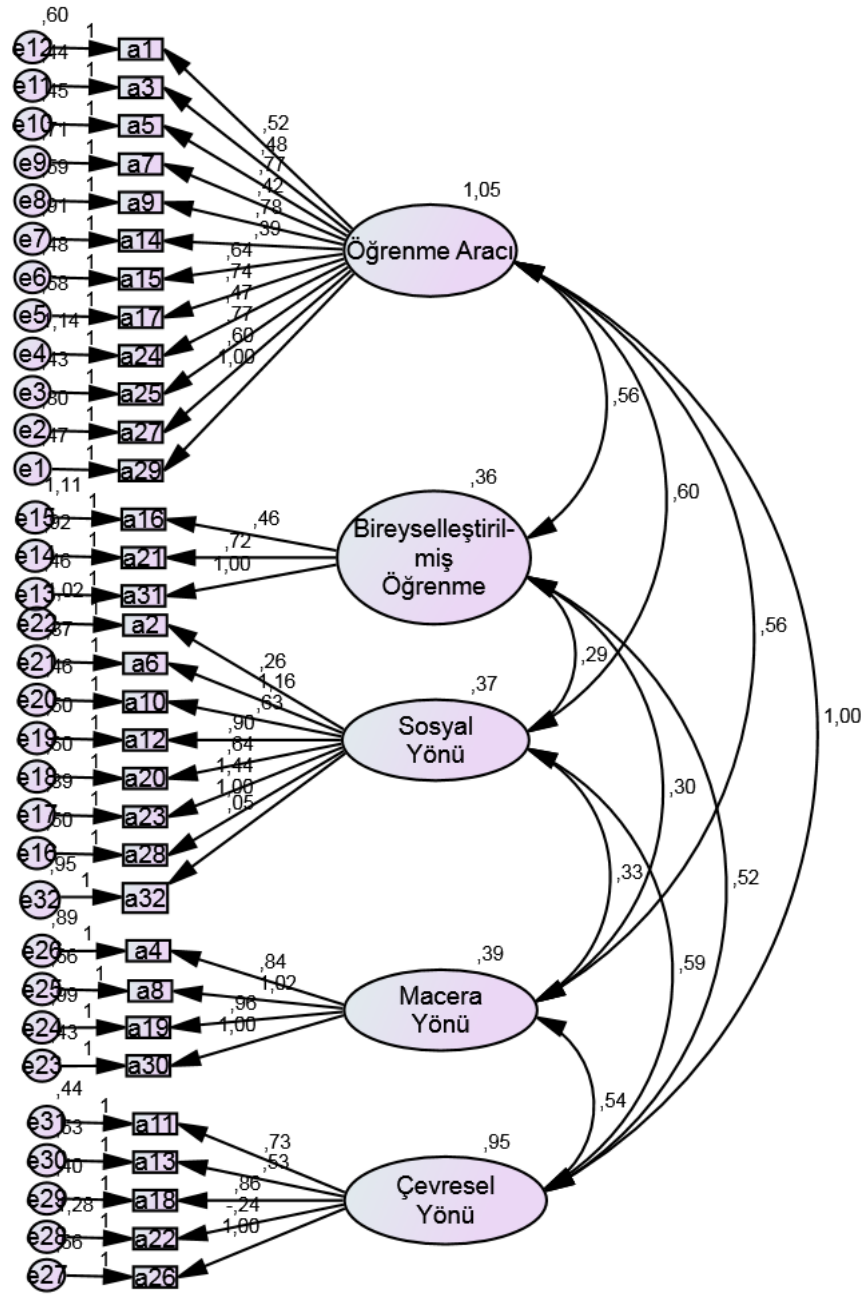 ,60
e12 1 a1
,44
e11 1 a3
,45
e10 1 a5
,71
e9 1 a7
,59
e8 1 a9
,91
e7 1 a14
,48
e6 1 a15
,58
e5 1 a17
1,14
e4 1 a24
,43
e3 1 a25
,80
e2 1 a27
,47
e1 1 a29
,52
,48
,77
,42
,78
,39
,64
,74
,47
,77
,60
1,00
1,05
Öğrenme Aracı
1,11
e15 1 a16
,92
e14 1 a21
,46
e13 1 a31
,46
,72
1,00
,36
Bireyselleştiril-
miş
Öğrenme
1,02
e22 1 a2
,37
e21 1 a6
,46
e20 1 a10
e19 1 a12
e18 1 a20
,39
e17 1 a23
e16 1 a28
,95
e32 1 a32
,26
1,16
,63
,90
,64
1,44
1,00
,05
,37
Sosyal
Yönü
,89
e26 1 a4
e25 1 a8
,99
e24 1 a19
,43
e23 1 a30
,84
1,02
,96
1,00
,39
Macera
Yönü
,44
e31 1 a11
e30 1 a13
,40
e29 1 a18
1,28
e28 1 a22
e27 1 a26
,73
,53
,86
-,24
1,00
,95
Çevresel
Yönü
,56
,60
,56
1,00
,29
,30
,52
,33
,59
,54